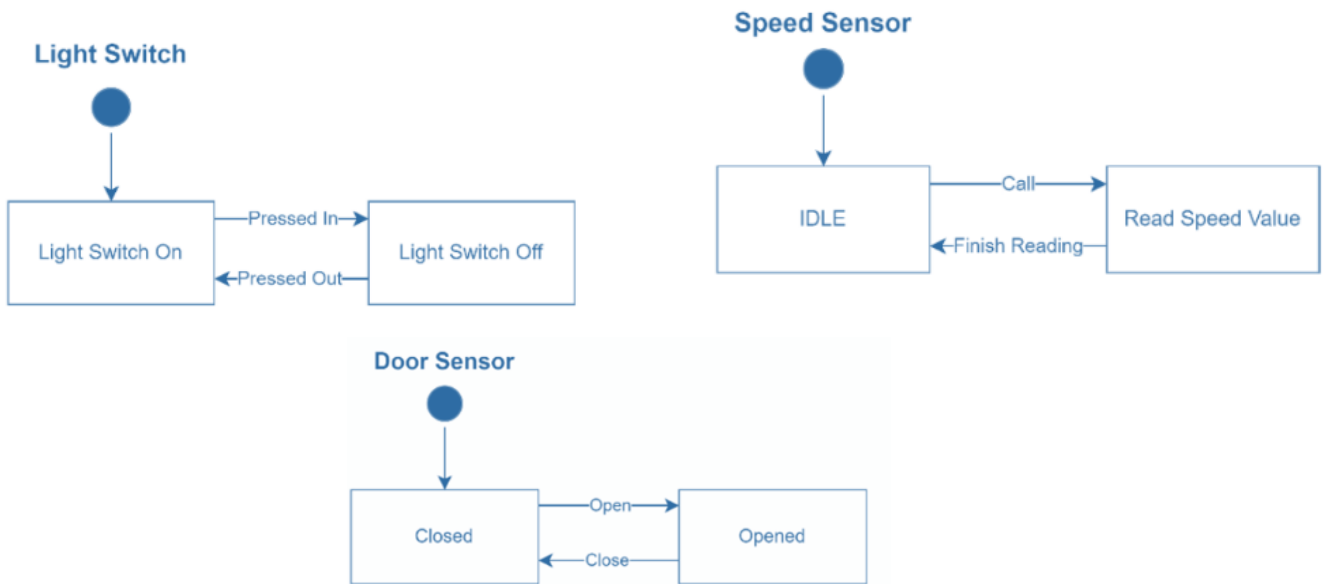 Light Switch
Light Switch On
Pressed In
Pressed Out
Light Switch Off
Speed Sensor
IDLE
Call
Finish Reading
Read Speed Value
Door Sensor
Closed
Open
Close
Opened